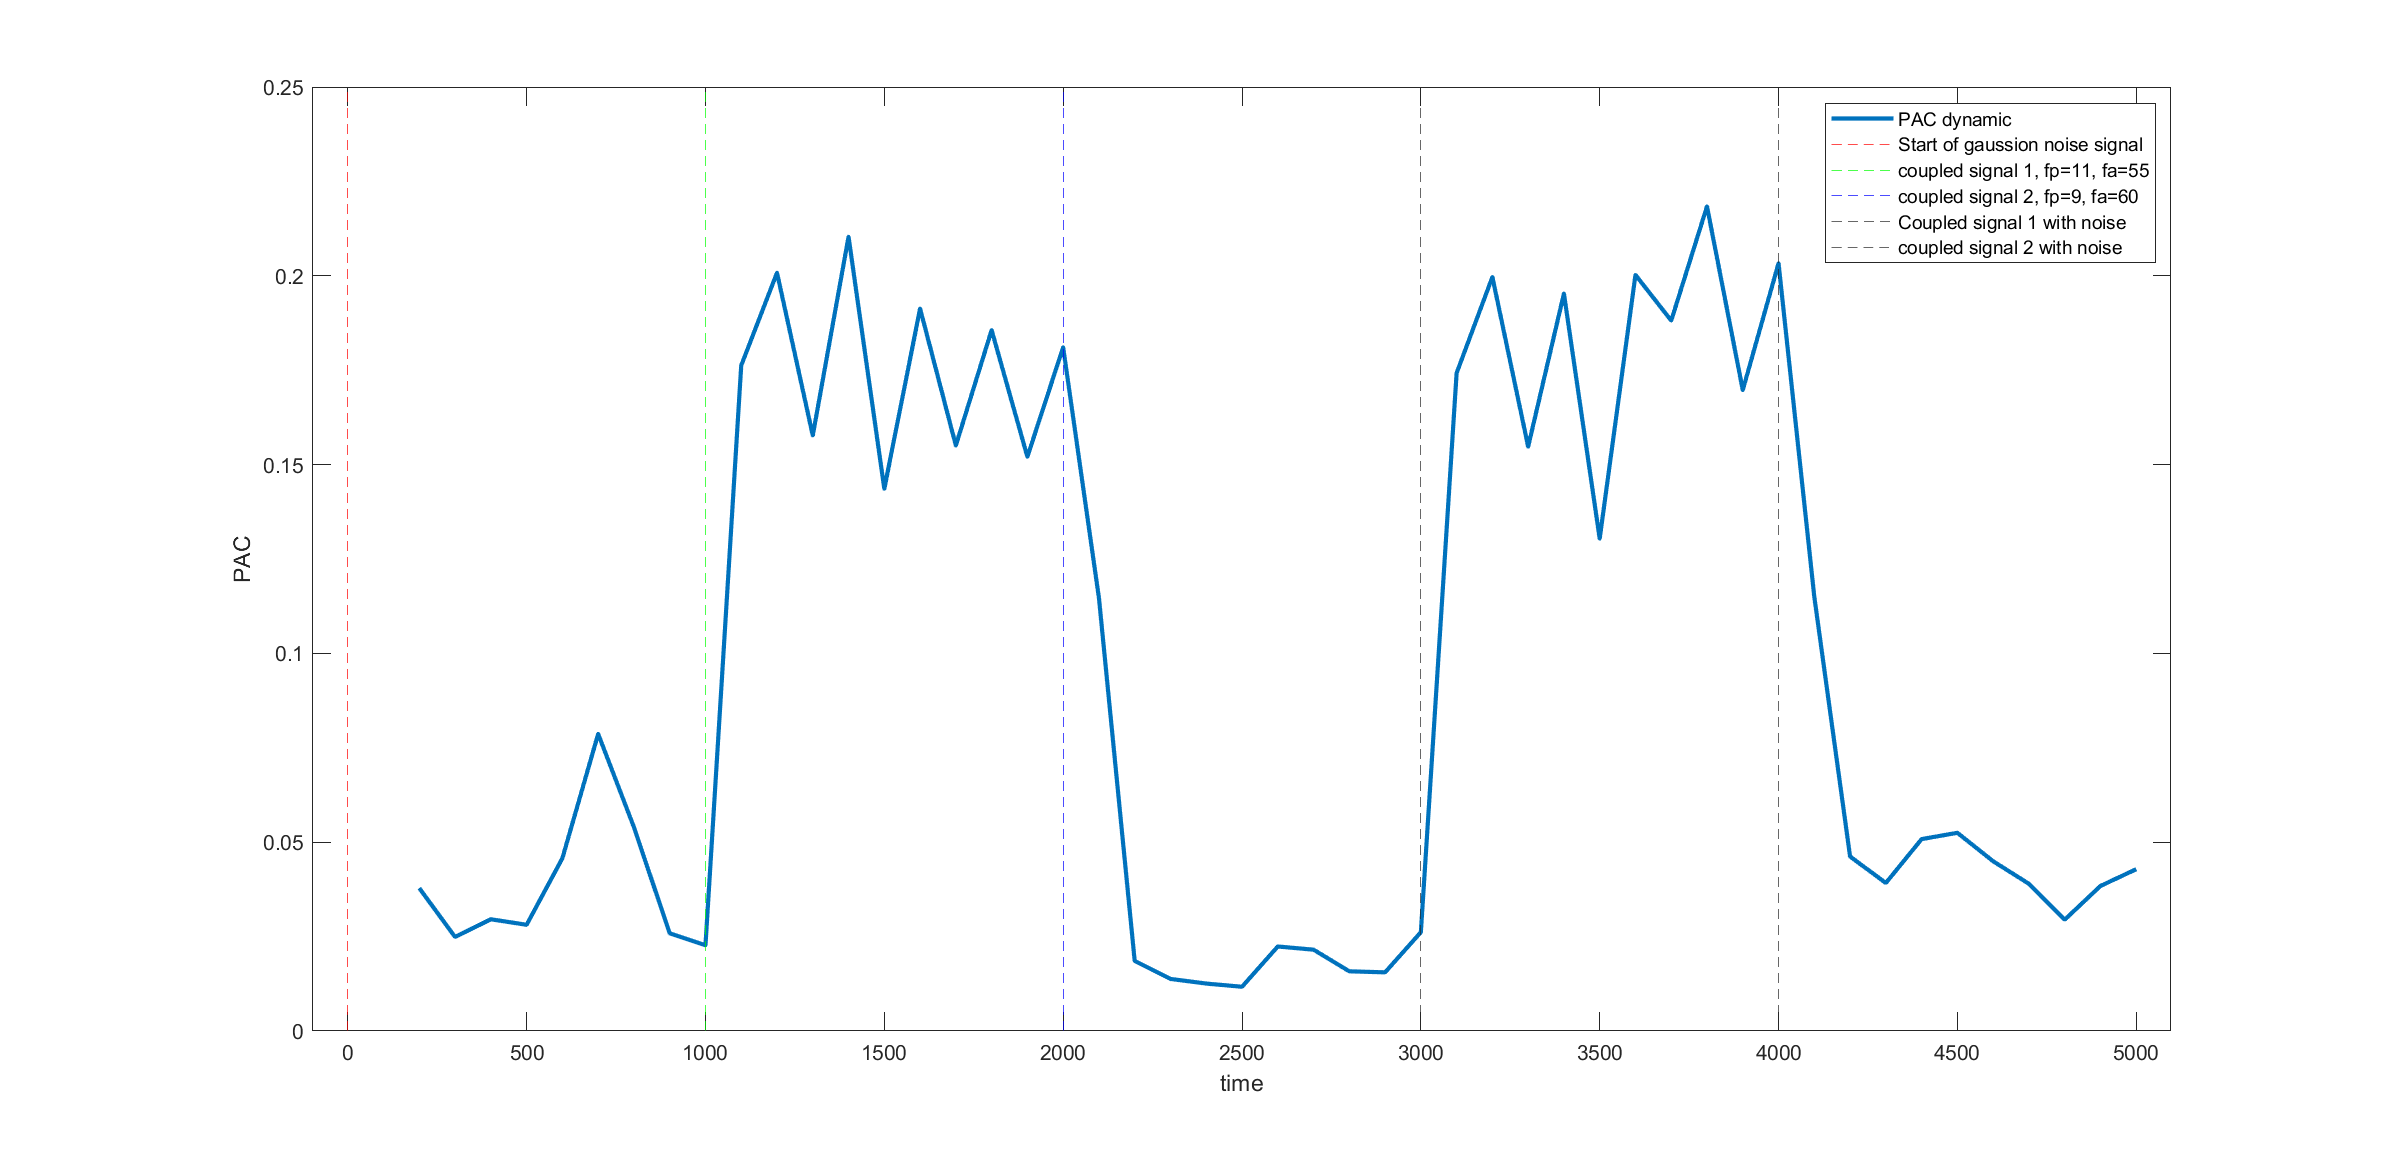 0.25
0.2
0.15
0.1
0.05
0
PAC
PAC dynamic
Start of gaussion noise signal
coupled signal 1, fp=11, fa=55
coupled signal 2, fp=9, fa=60
Coupled signal 1 with noise
coupled signal 2 with noise
0 500 1000 1500 2000 2500 3000 3500 4000 4500 5000
time